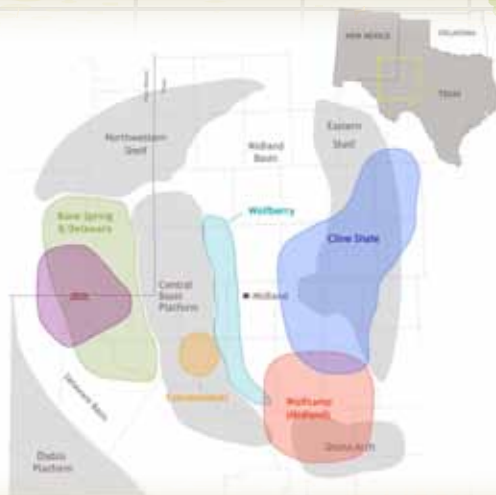 NEW MEXICO
OKLAHOMA
TEXAS
Northwestern
Shelf
Midland
Basin
Eastern
Shelf
Bone Spring
& Delaware
Wolfberry
Cline Shale
Central
Basin
Platform
Midland
Delaware Basin
Wolfcamp
(Midland)
Diablo
Platform
Ozona Arch